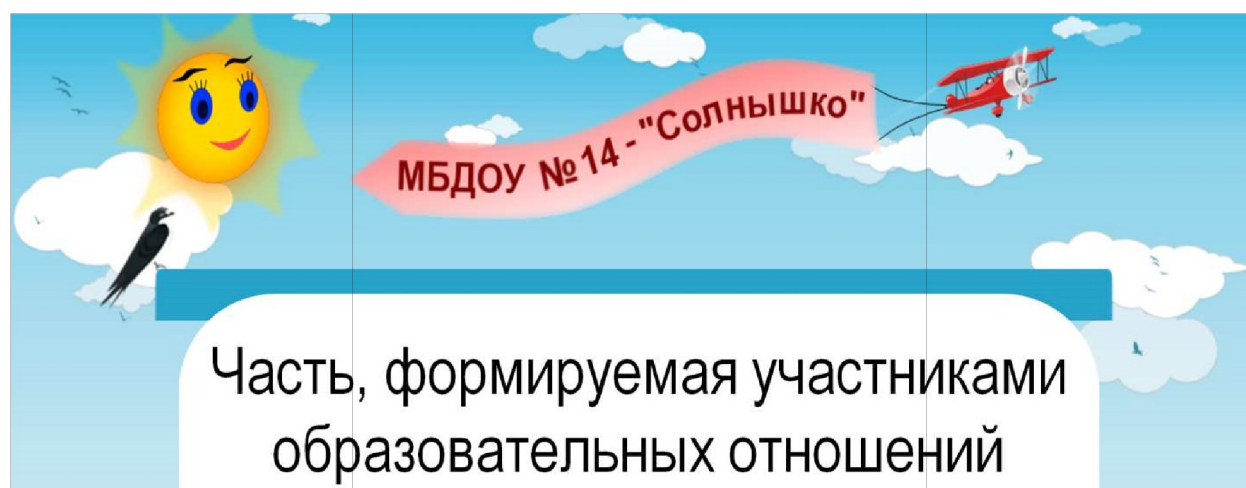 МБДОУ №14 - "Солнышко"
Часть, формируемая участниками
образовательных отношений